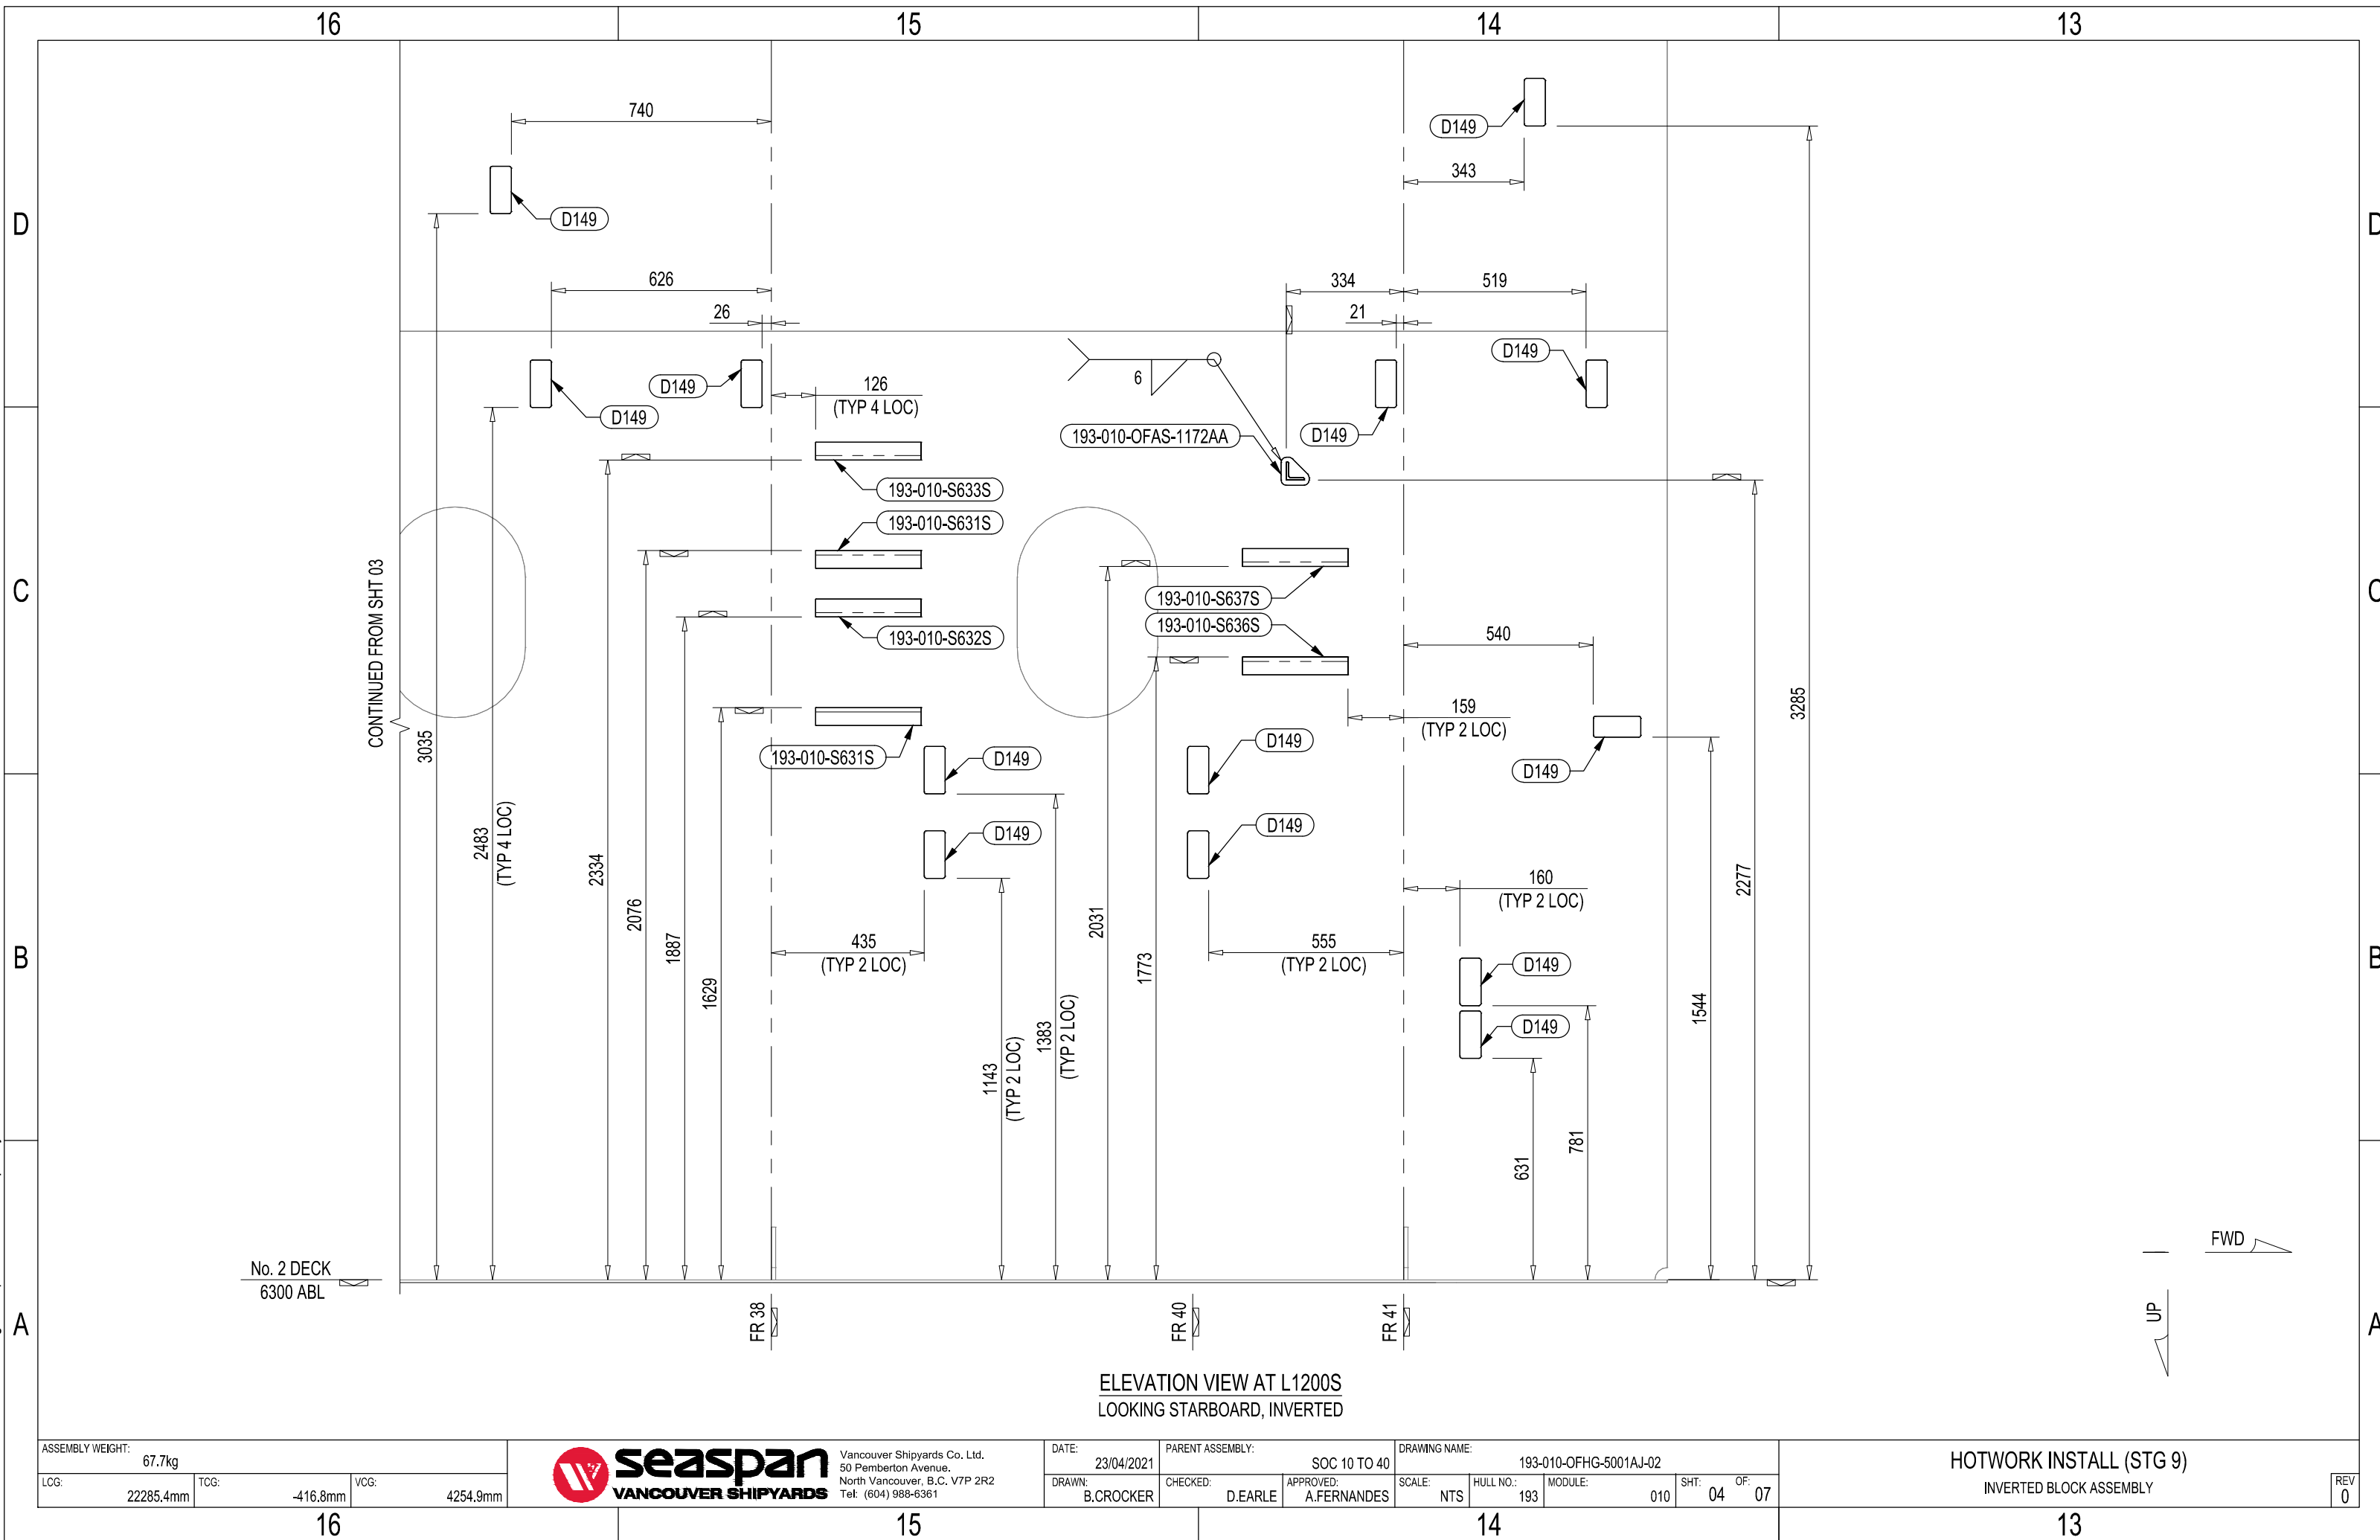 16 15 14 13
D
C
B
A
D
C
B
A
740
D149
343
D149
626
26
334
519
21
D149
D149
126
(TYP 4 LOC)
6
D149
D149
193-010-OFAS-1172AA
193-010-S633S
193-010-S631S
193-010-S632S
193-010-S631S
193-010-S637S
193-010-S636S
540
159
(TYP 2 LOC)
D149
CONTINUED FROM SHT 03
3035
2483
(TYP 4 LOC)
2334
2076
1887
1629
D149
D149
435
(TYP 2 LOC)
1143
(TYP 2 LOC)
1383
(TYP 2 LOC)
2031
1773
D149
D149
555
(TYP 2 LOC)
160
(TYP 2 LOC)
D149
D149
631
781
1544
2277
3285
No. 2 DECK
6300 ABL
FR 38
FR 40
FR 41
FWD
UP
ELEVATION VIEW AT L1200S
LOOKING STARBOARD, INVERTED
ASSEMBLY WEIGHT:
67.7kg
LCG:
22285.4mm
TCG:
-416.8mm
VCG:
4254.9mm
seaspan
VANCOUVER SHIPYARDS
Vancouver Shipyards Co. Ltd.
50 Pemberton Avenue.
North Vancouver, B.C. V7P 2R2
Tel: (604) 988-6361
DATE:
23/04/2021
PARENT ASSEMBLY:
SOC 10 TO 40
DRAWING NAME:
193-010-OFHG-5001AJ-02
DRAWN:
B.CROCKER
CHECKED:
D.EARLE
APPROVED:
A.FERNANDES
SCALE:
NTS
HULL NO.:
193
MODULE:
010
SHT:
04
OF:
07
HOTWORK INSTALL (STG 9)
INVERTED BLOCK ASSEMBLY
REV
0
16 15 14 13